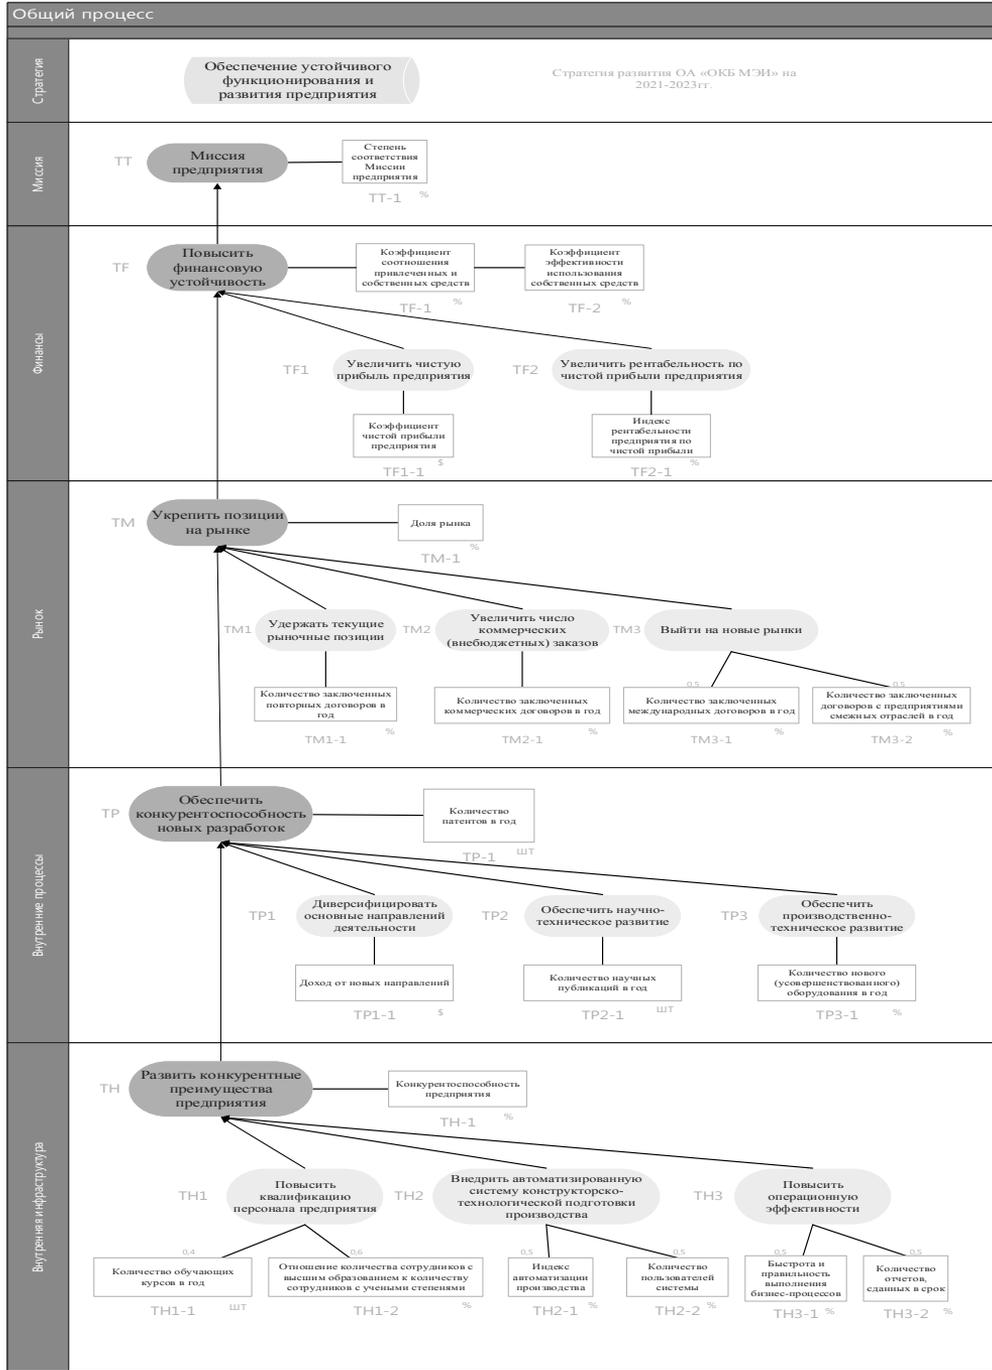 Общий процесс
Стратегия
Обеспечение устойчивого
функционирования и
развития предприятия
Стратегия развития ОА «ОКБ МЭИ» на
2021-2023гг.
Миссия
ТТ
Миссия
предприятия
Степень
соответствия
Миссии
предприятия
ТТ-1
%
Финансы
TF
Повысить
финансовую
устойчивость
Коэффициент
соотношения
привлеченных и
собственных средств
TF-1
%
Коэффициент
эффективности
использования
собственных средств
TF-2
%
TF1
Увеличить чистую
прибыль предприятия
TF2
Увеличить рентабельность по
чистой прибыли предприятия
Коэффициент
чистой прибыли
предприятия
TF1-1
$
Индекс
рентабельности
предприятия по
чистой прибыли
TF2-1
%
Рынок
TM
Укрепить позиции
на рынке
Доля рынка
TM-1
%
TM1
Удержать текущие
рыночные позиции
TM2
Увеличить число
коммерческих
(внебюджетных) заказов
TM3
Выйти на новые рынки
0,5
0,5
Количество заключенных
повторных договоров в
год
TM1-1
%
Количество заключенных
коммерческих договоров в год
TM2-1
%
Количество заключенных
международных договоров в год
TM3-1
%
Количество заключенных
договоров с предприятиями
смежных отраслей в год
TM3-2
%
Внутренние процессы
TP
Обеспечить
конкурентоспособность
новых разработок
Количество
патентов в год
TP-1
шт
TP1
Диверсифицировать
основные направлений
деятельности
TP2
Обеспечить научно-
техническое развитие
TP3
Обеспечить
производственно-
техническое развитие
Доход от новых направлений
TP1-1
$
Количество научных
публикаций в год
TP2-1
шт
Количество нового
(усовершенствованного)
оборудования в год
TP3-1
%
Внутренняя инфраструктура
TH
Развить конкурентные
преимущества
предприятия
Конкурентоспособность
предприятия
TH-1
%
TH1
Повысить
квалификацию
персонала предприятия
TH2
Внедрить автоматизированную
систему конструкторско-
технологической подготовки
производства
TH3
Повысить
операционную
эффективности
0,4
0,6
0,5
0,5
0,5
0,5
Количество обучающих
курсов в год
TH1-1
шт
Отношение количества сотрудников с
высшим образованием к количеству
сотрудников с учеными степенями
TH1-2
%
Индекс
автоматизации
производства
TH2-1
%
Количество
пользователей
системы
TH2-2
%
Быстрота и
правильность
выполнения
бизнес-процессов
TH3-1
%
Количество
отчетов,
сданных в срок
TH3-2
%